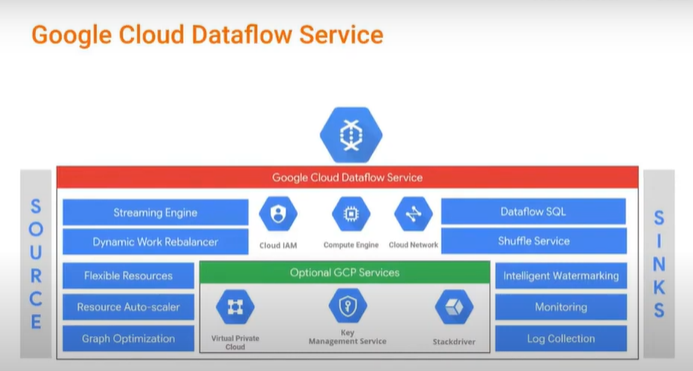 Google Cloud Dataflow Service
Google Cloud Dataflow Service
SOURCE
Streaming Engine
Dynamic Work Rebalancer
Flexible Resources
Resource Auto-scaler
Graph Optimization
Cloud IAM
Compute Engine
Cloud Network
Optional GCP Services
Virtual Private
Cloud
Key
Management Service
Stackdriver
Dataflow SQL
Shuffle Service
Intelligent Watermarking
Monitoring
Log Collection
SINKS